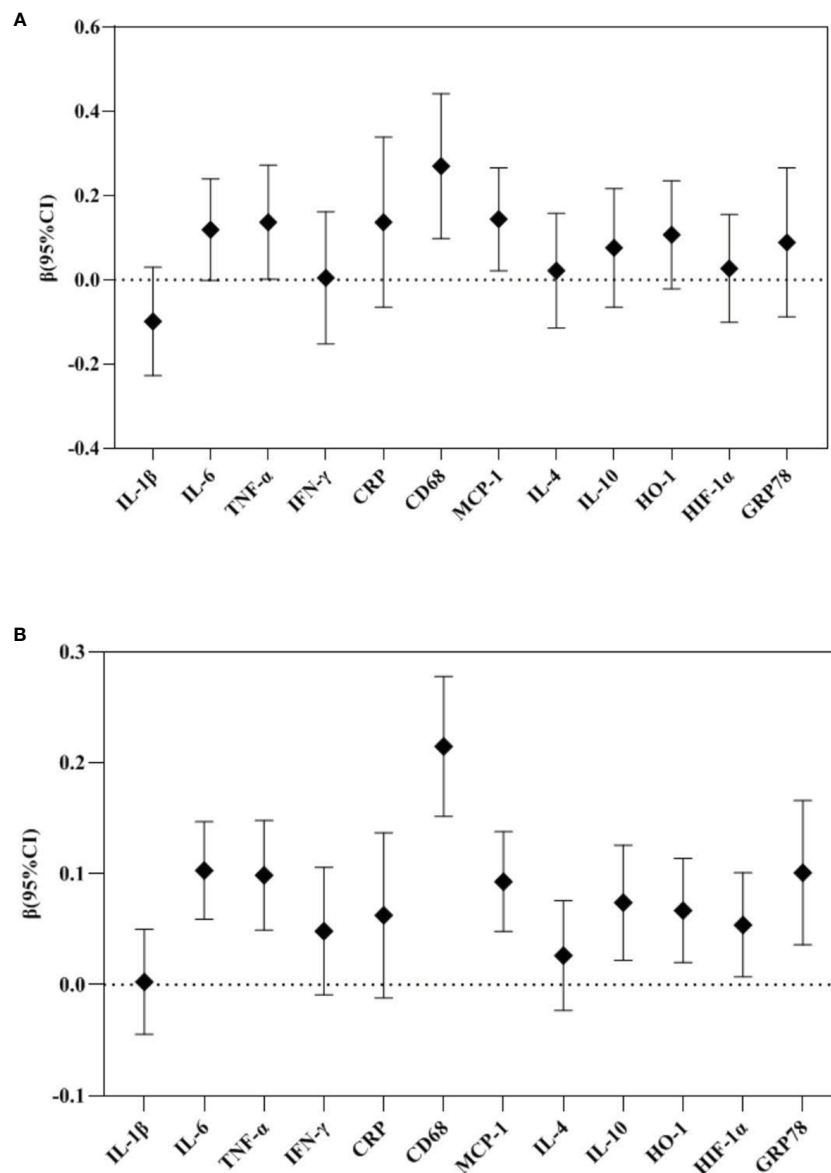 A
0.6
0.4
0.2
0.0
-0.2
-0.4
β(95%CI)
IL-1β IL-6 TNF-α IFN-γ CRP CD68 MCP-1 IL-4 IL-10 HO-1 HIF-1α GRP78
B
0.3
0.2
0.1
0.0
-0.1
β(95%CI)
IL-1β IL-6 TNF-α IFN-γ CRP CD68 MCP-1 IL-4 IL-10 HO-1 HIF-1α GRP78